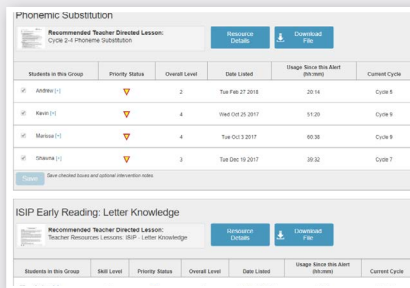 Phonemic Substitution
Recommended Teacher Directed Lesson:
Cycle 2-4 Phoneme Substitution
Resource Details
Download File
Students in this Group Priority Status Overall Level Date Listed Usage Since this Alert (hh:mm) Current Cycle
Andrew [+] 2 Tue Feb 27 2018 20:14 Cycle 8
Kevin [+] 4 Wed Oct 25 2017 51:20 Cycle 9
Marissa [+] 4 Tue Oct 3 2017 60:38 Cycle 9
Shawna [+] 3 Tue Dec 19 2017 39:32 Cycle 7
Save Save checked boxes and optional intervention notes.
ISIP Early Reading: Letter Knowledge
Recommended Teacher Directed Lesson:
Teacher Resources Lessons. ISIP - Letter Knowledge
Resource Details
Download File
Students in this Group Skill Level Priority Status Overall Level Date Listed Usage Since this Alert (hh:mm) Current Cycle